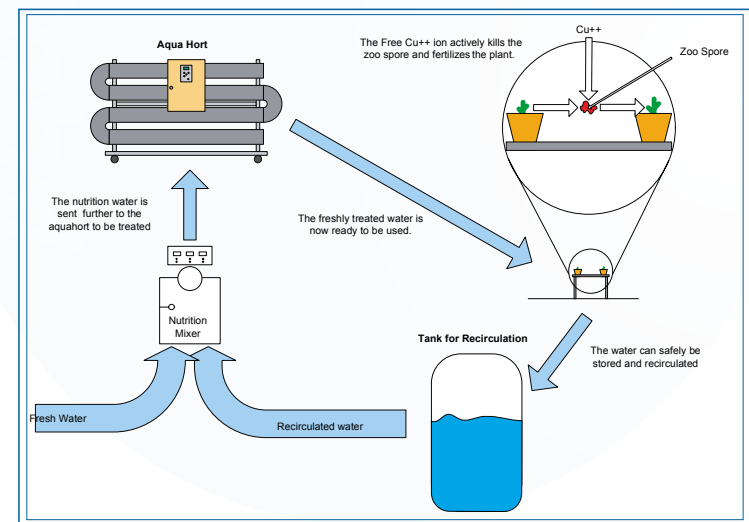 Aqua Hort
The Free Cu++ ion actively kills the
zoo spore and fertilizes the plant.
Cu++
Zoo Spore
The nutrition water is
sent further to the
aquahort to be treated
The freshly treated water is
now ready to be used.
Nutrition
Mixer
Tank for Recirculation
The water can safely be
stored and recirculated
Fresh Water
Recirculated water